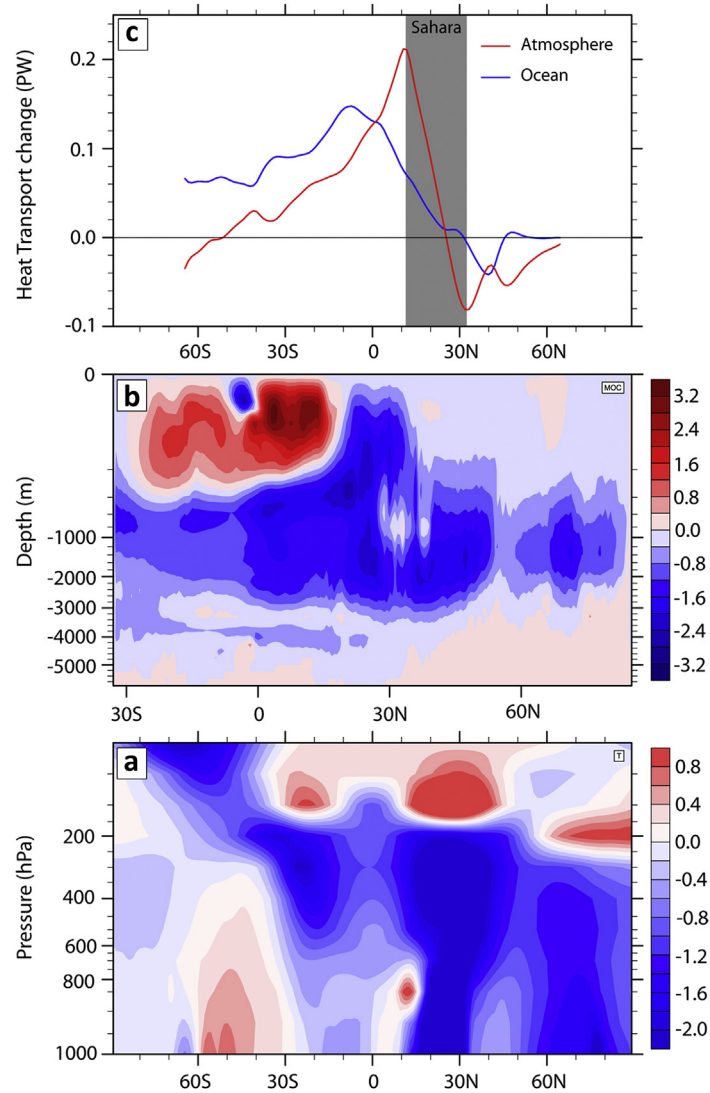 c
Sahara
Atmosphere
Ocean
Heat Transport change (PW)
0.2
0.1
0.0
-0.1
60S 30S 0 30N 60N
b
MOC
Depth (m)
0
-1000
-2000
-3000
-4000
-5000
30S 0 30N 60N
3.2
2.4
1.6
0.8
0.0
-0.8
-1.6
-2.4
-3.2
a
T
Pressure (hPa)
200
400
600
800
1000
60S 30S 0 30N 60N
0.8
0.4
0.0
-0.4
-0.8
-1.2
-1.6
-2.0